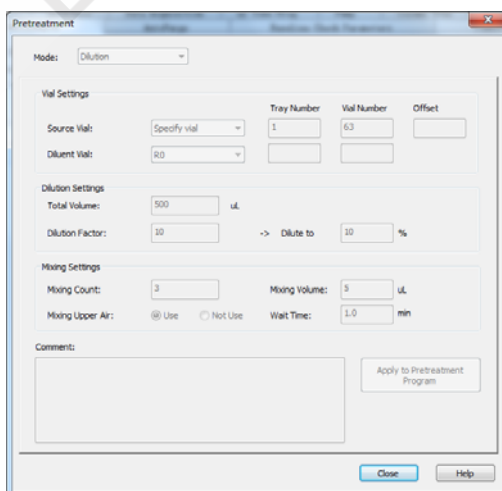 Pretreatment
Mode: Dilution
Vial Settings
Tray Number Vial Number Offset
Source Vial: Specify vial 1 63
Diluent Vial: R0
Dilution Settings
Total Volume: 500 uL
Dilution Factor: 10 -> Dilute to 10 %
Mixing Settings
Mixing Count: 3 Mixing Volume: 5 uL
Mixing Upper Air: Use Not Use Wait Time: 1.0 min
Comment:
Apply to Pretreatment
Program
Close Help